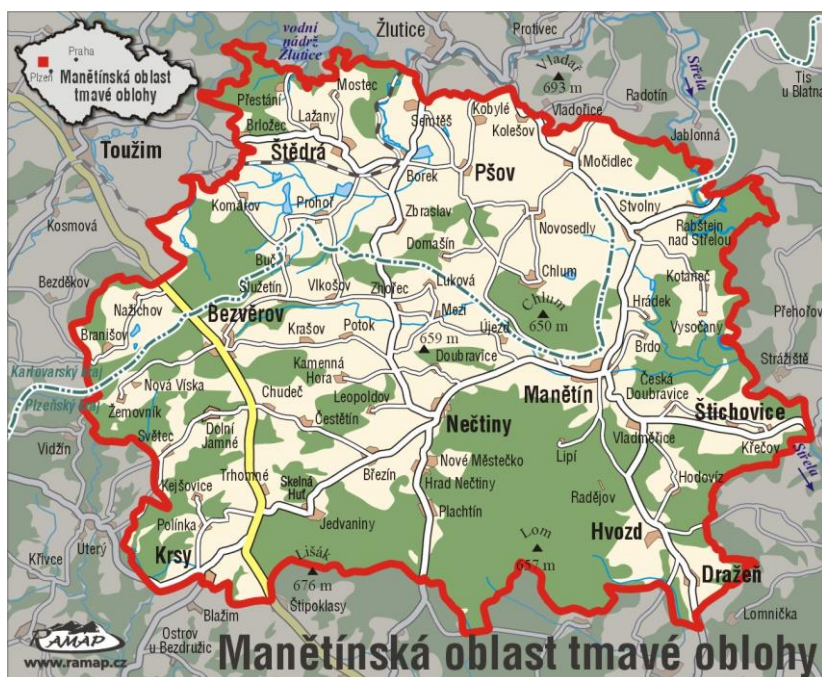 Praha
Plzeň
Manětínská oblast
tmavé oblohy
vodní
nádrž
Žlutice
Žlutice
Protivec
Vladař
693 m
Střela
Radotín
Tis
u Blatna
Přestání
Mostec
Brložec
Lažany
Semtěš
Kobylé
Kolešov
Vladořice
Jablonná
Toužim
Štědrá
Borek
Pšov
Močidlec
Komářov
Prohoř
Zbraslav
Novosedly
Stvolny
Rabštejn
nad Střelou
Kosmová
Domašín
Buč
Služetín
Vlkošov
Zhořec
Luková
Chlum
Kotaneč
Bezděkov
Nažichov
Mezí
Chlum
650 m
Hrádek
Vysočany
Přehořov
Branišov
Bezvěrov
Krašov
Potok
Újezd
659 m
Doubravice
Brdo
Strážiště
Karlovarský kraj
Plzeňský kraj
Nová Víska
Kamenná
Hora
Manětín
Česká
Doubravice
Žemovník
Chudeč
Leopoldov
Štichovice
Světec
Dolní
Jamné
Čestětín
Nečtiny
Vladměřice
Křečov
Vidžín
Trhomné
Skelná
Huť
Březín
Nové Městečko
Lipí
Střela
Kejšovice
Hrad Nečtiny
Hodovíz
Polínka
Jedvaniny
Plachtín
Radějov
Úterý
Krsy
Lišák
676 m
Lom
657 m
Hvozd
Křivce
Dražeň
Blažim
Štipoklasy
Lomnička
Ostrov
u Bezdružic
RAMAP
www.ramap.cz
Manětínská oblast tmavé oblohy